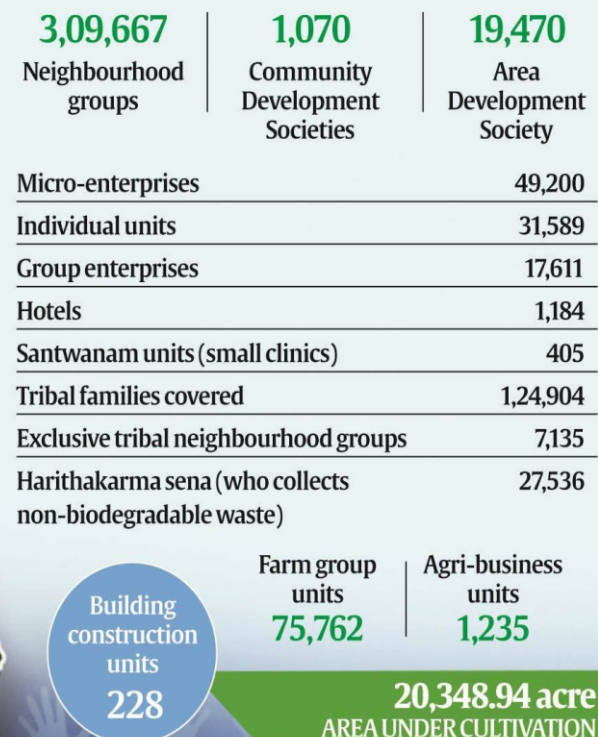 3,09,667
Neighbourhood
groups
1,070
Community
Development
Societies
19,470
Area
Development
Society
Micro-enterprises 49,200
Individual units 31,589
Group enterprises 17,611
Hotels 1,184
Santwanam units (small clinics) 405
Tribal families covered 1,24,904
Exclusive tribal neighbourhood groups 7,135
Harithakarma sena (who collects 27,536
non-biodegradable waste)
Building
construction
units
228
Farm group
units
75,762
Agri-business
units
1,235
20,348.94 acre
AREA UNDER CULTIVATION